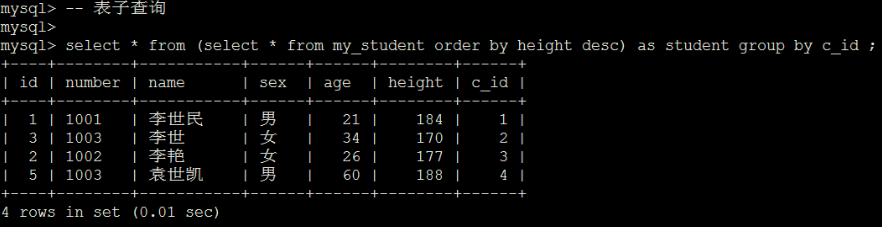 mysql> -- 表子查询
mysql>
mysql> select * from (select * from my_student order by height desc) as student group by c_id ;
+----+--------+-----------+------+------+--------+------+
| id | number | name      | sex  | age  | height | c_id |
+----+--------+-----------+------+------+--------+------+
|  1 | 1001   | 李世民    | 男   |   21 |    184 |    1 |
|  3 | 1003   | 李世      | 女   |   34 |    170 |    2 |
|  2 | 1002   | 李艳      | 女   |   26 |    177 |    3 |
|  5 | 1003   | 袁世凯    | 男   |   60 |    188 |    4 |
+----+--------+-----------+------+------+--------+------+
4 rows in set (0.01 sec)